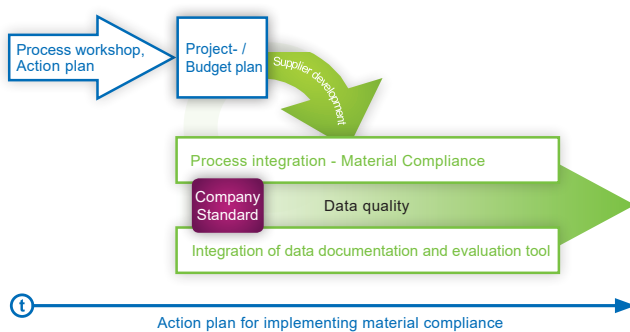 Process workshop,
Action plan
Project- /
Budget plan
Supplier development
Process integration - Material Compliance
Company
Standard
Data quality
Integration of data documentation and evaluation tool
t
Action plan for implementing material compliance